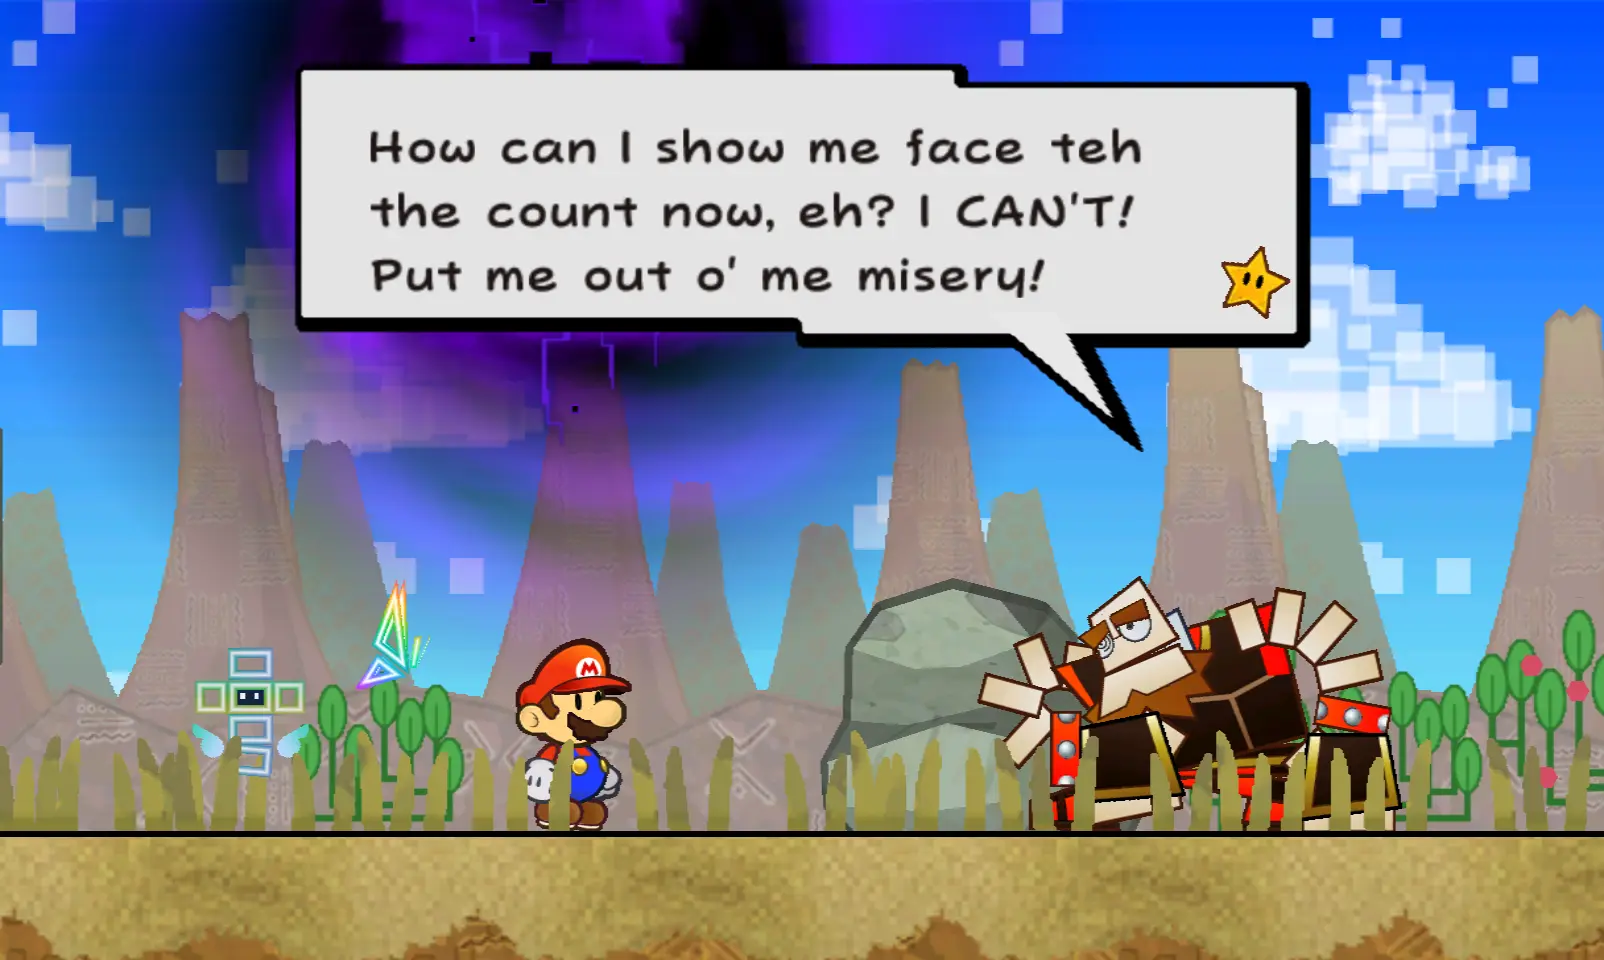 How can I show me face teh
the count now, eh? I CAN'T!
Put me out o' me misery!
M